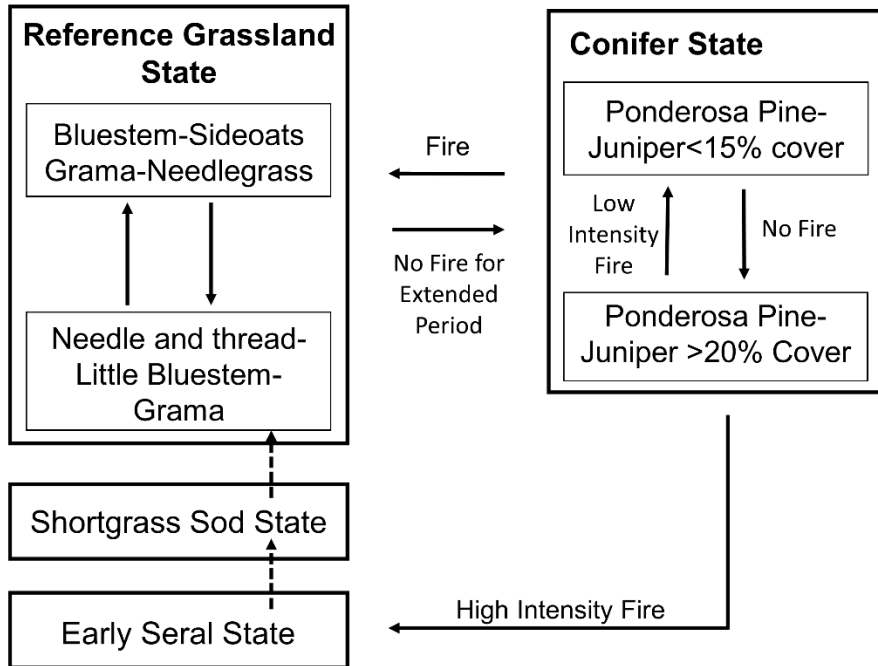 Reference Grassland
State
Bluestem-Sideoats
Grama-Needlegrass
Needle and thread-
Little Bluestem-
Grama
Shortgrass Sod State
Early Seral State
Fire
No Fire for
Extended
Period
Conifer State
Ponderosa Pine-
Juniper<15% cover
Low
Intensity
Fire
No Fire
Ponderosa Pine-
Juniper >20% Cover
High Intensity Fire